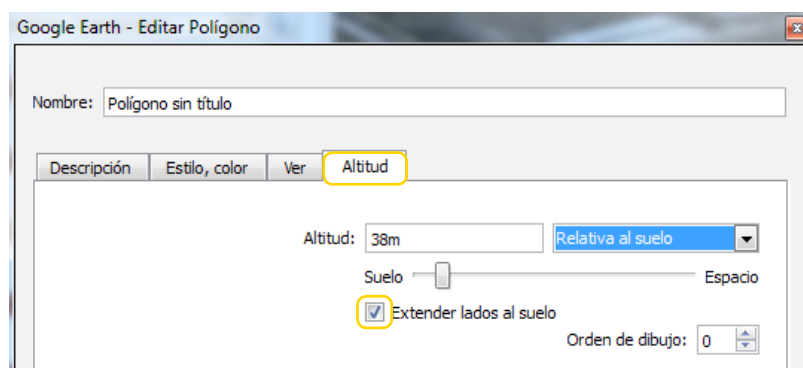 Google Earth - Editar Polígono
Nombre: Polígono sin título
Descripción Estilo, color Ver Altitud
Altitud: 38m Relativa al suelo
Suelo Espacio
Extender lados al suelo
Orden de dibujo: 0